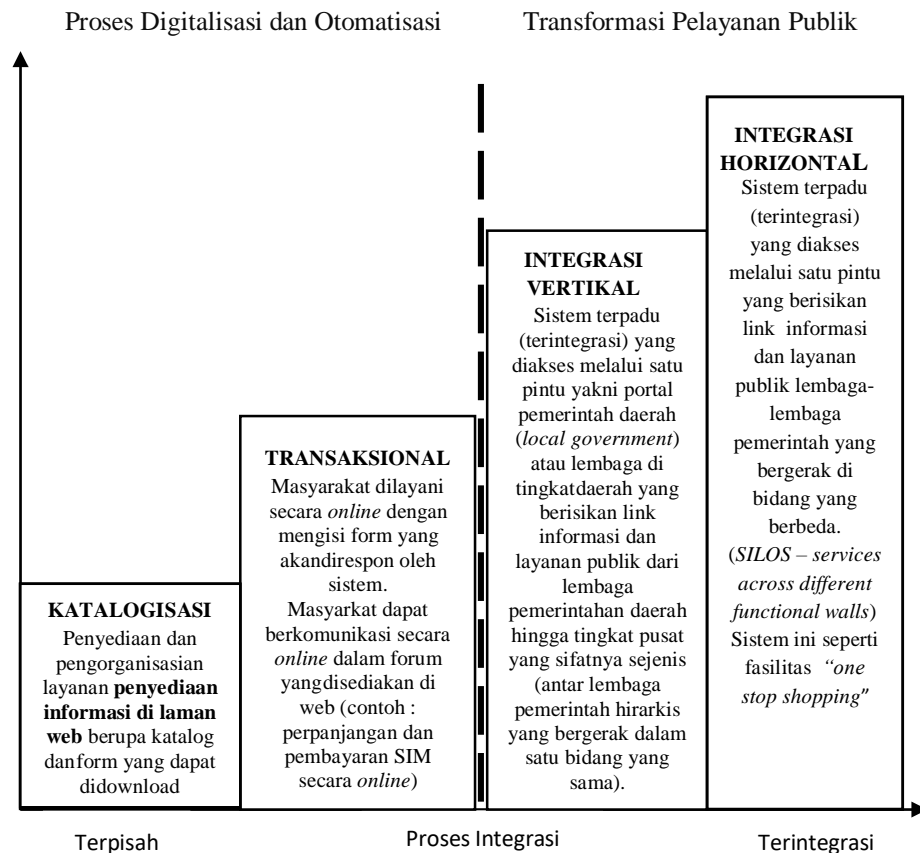 Proses Digitalisasi dan Otomatisasi
Transformasi Pelayanan Publik
KATALOGISASI
Penyediaan dan
pengorganisasian
layanan penyediaan
informasi di laman
web berupa katalog
danform yang dapat
didownload
TRANSAKSIONAL
Masyarakat dilayani
secara online dengan
mengisi form yang
akandirespon oleh
sistem.
Masyarkat dapat
berkomunikasi secara
online dalam forum
yangdisediakan di
web (contoh :
perpanjangan dan
pembayaran SIM
secara online)
INTEGRASI
VERTIKAL
Sistem terpadu
(terintegrasi) yang
diakses melalui satu
pintu yakni portal
pemerintah daerah
(local government)
atau lembaga di
tingkatdaerah yang
berisikan link
informasi dan
layanan publik dari
lembaga
pemerintahan daerah
hingga tingkat pusat
yang sifatnya sejenis
(antar lembaga
pemerintah hirarkis
yang bergerak dalam
satu bidang yang
sama).
INTEGRASI
HORIZONTAL
Sistem terpadu
(terintegrasi)
yang diakses
melalui satu pintu
yang berisikan
link informasi
dan layanan
publik lembaga-
lembaga
pemerintah yang
bergerak di
bidang yang
berbeda.
(SILOS – services
across different
functional walls)
Sistem ini seperti
fasilitas “one
stop shopping”
Terpisah
Proses Integrasi
Terintegrasi